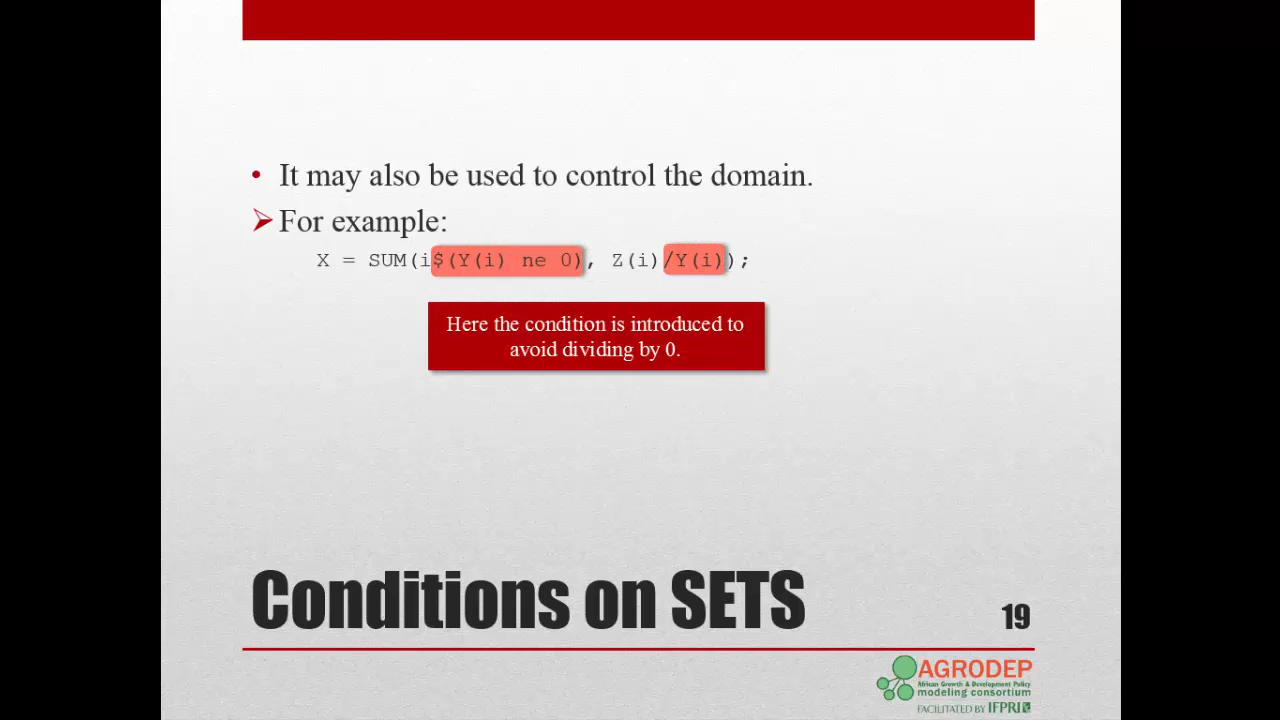 • It may also be used to control the domain.
➢ For example:
X = SUM(i$(Y(i) ne 0), Z(i)/Y(i));
Here the condition is introduced to
avoid dividing by 0.
Conditions on SETS
19
AGRODEP
African Growth & Development Policy
modeling consortium
FACILITATED BY IFPRI